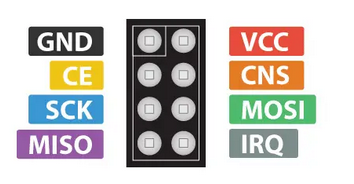 GND VCC
CE CNS
SCK MOSI
MISO IRQ